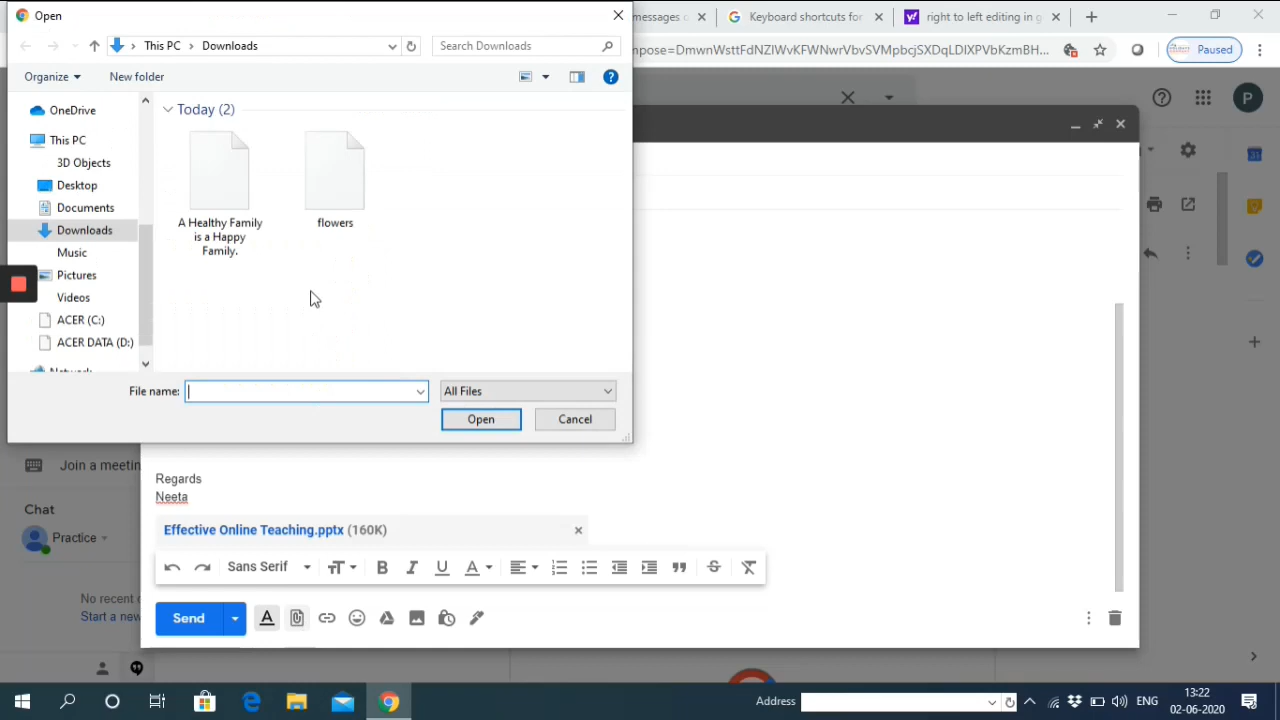 Open
messages o
Keyboard shortcuts for
right to left editing in g
This PC
Downloads
Search Downloads
mpose=DmwnWsttFdNZIWvKFWNwrVbvSVMpbcjSXDqLDIXPVbKzmBH...
Paused
Organize
New folder
P
OneDrive
This PC
3D Objects
Desktop
Documents
Downloads
Music
Pictures
Videos
ACER (C:)
ACER DATA (D:)
Network
Today (2)
A Healthy Family
is a Happy
Family.
flowers
File name:
All Files
Open
Cancel
Join a meetin
Chat
Practice
No recent c
Start a new
Regards
Neeta
Effective Online Teaching.pptx (160K)
Sans Serif
B I U A
Send
A
Address
ENG
13:22
02-06-2020